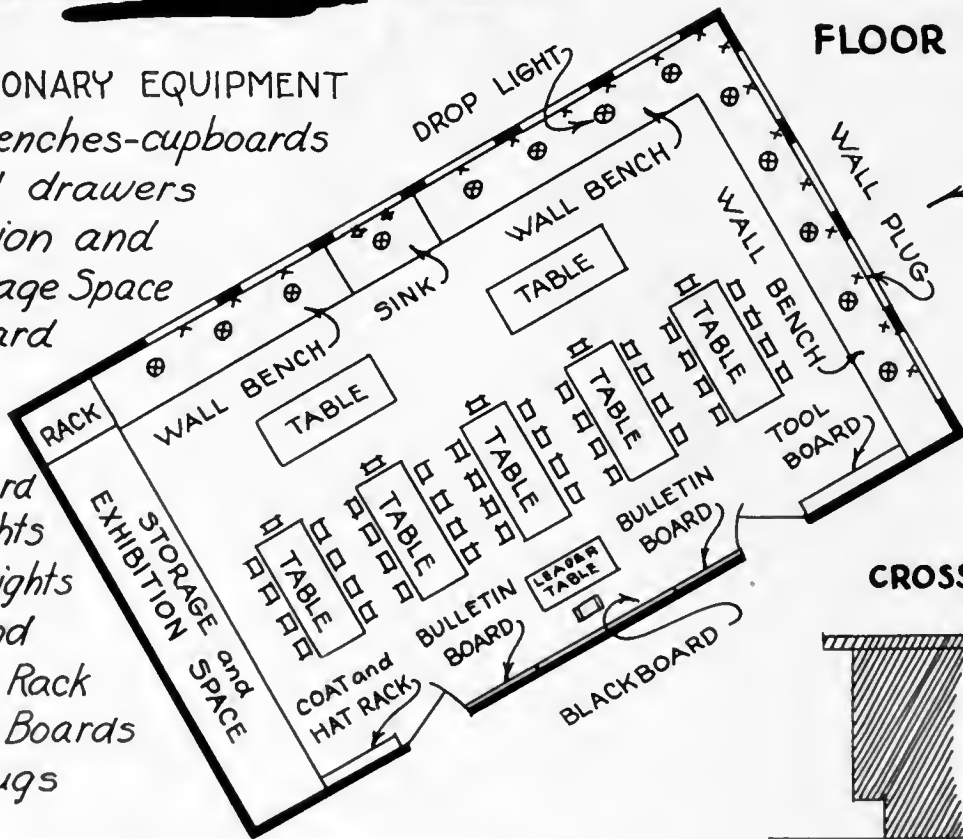 FLOOR
ONARY EQUIPMENT
enches-cupboards
drawers
ion and
age Space
ard
rd
hts
ights
nd
Rack
Boards
ugs
DROP LIGHT
WALL PLUG
WALL BENCH
WALL BENCH
SINK
WALL BENCH
TABLE
TABLE
RACK
STORAGE and
EXHIBITION SPACE
TABLE
TABLE
TABLE
TABLE
TABLE
TOOL
BOARD
BULLETIN
BOARD
LEADER
TABLE
BULLETIN
BOARD
COAT and
HAT RACK
BLACKBOARD
CROSS